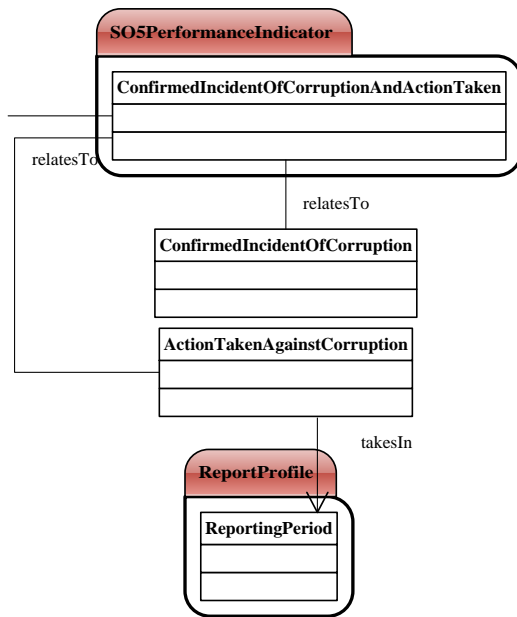 SO5PerformanceIndicator
ConfirmedIncidentOfCorruptionAndActionTaken
relatesTo
relatesTo
ConfirmedIncidentOfCorruption
ActionTakenAgainstCorruption
takesIn
ReportProfile
ReportingPeriod